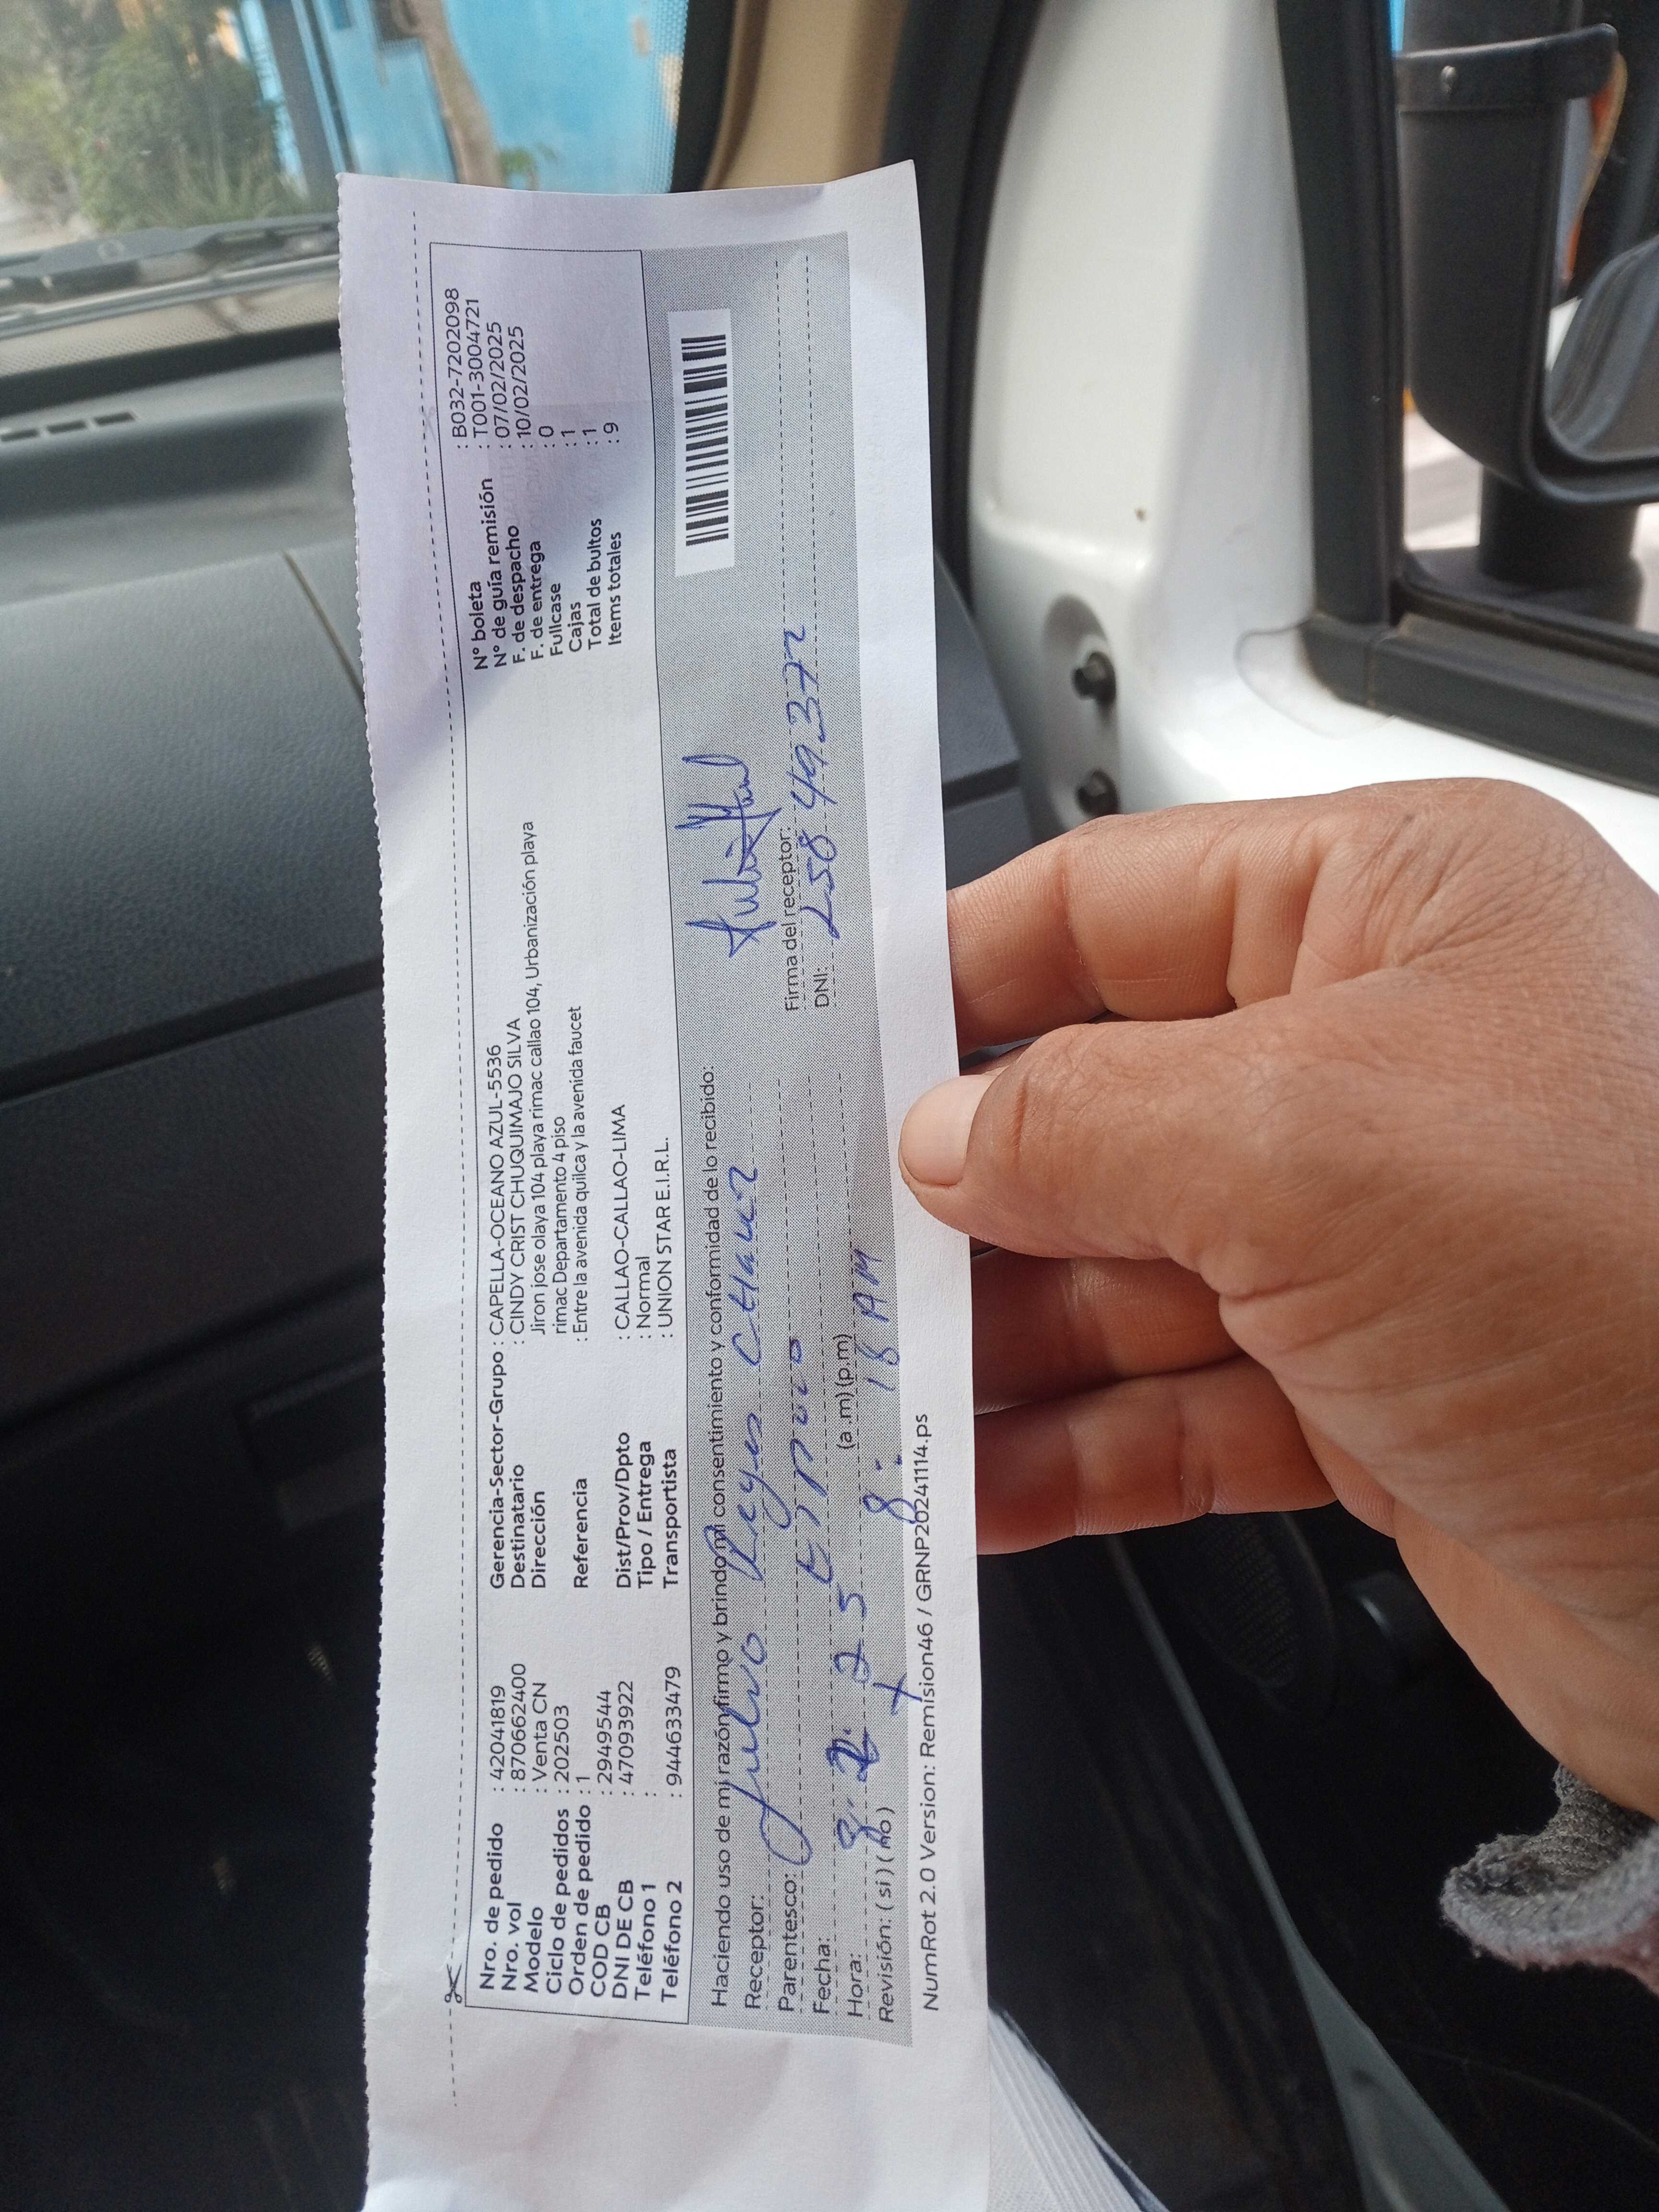 Nro. de pedido : 42041819
Nro. vol : 870662400
Modelo : Venta CN
Ciclo de pedidos : 202503
Orden de pedido : 1
COD CB : 2949544
DNI DE CB : 47093922
Teléfono 1 :
Teléfono 2 : 944633479
Gerencia-Sector-Grupo : CAPELLA-OCEANO AZUL-5536
Destinatario : CINDY CRIST CHUQUIMAJO SILVA
Dirección Jiron jose olaya 104 playa rimac callao 104, Urbanización playa
rimac Departamento 4 piso
Referencia : Entre la avenida quilca y la avenida faucet
Dist/Prov/Dpto : CALLAO-CALLAO-LIMA
Tipo / Entrega : Normal
Transportista : UNION STAR E.I.R.L.
N° boleta : B032-7202098
N° de guía remisión : T001-3004721
F. de despacho : 07/02/2025
F. de entrega : 10/02/2025
Fullcase : 0
Cajas : 1
Total de bultos : 1
Items totales : 9
Haciendo uso de mi razón firmo y brindo mi consentimiento y conformidad de lo recibido:
Receptor: Julio Reyes
Parentesco:
Fecha: 8. 2. 25
Hora: (a .m) (p.m) 8:18 AM
Revisión: ( si ) ( no )
Firma del receptor:
DNI:
NumRot 2.0 Version: Remision46 / GRNP20241114.ps